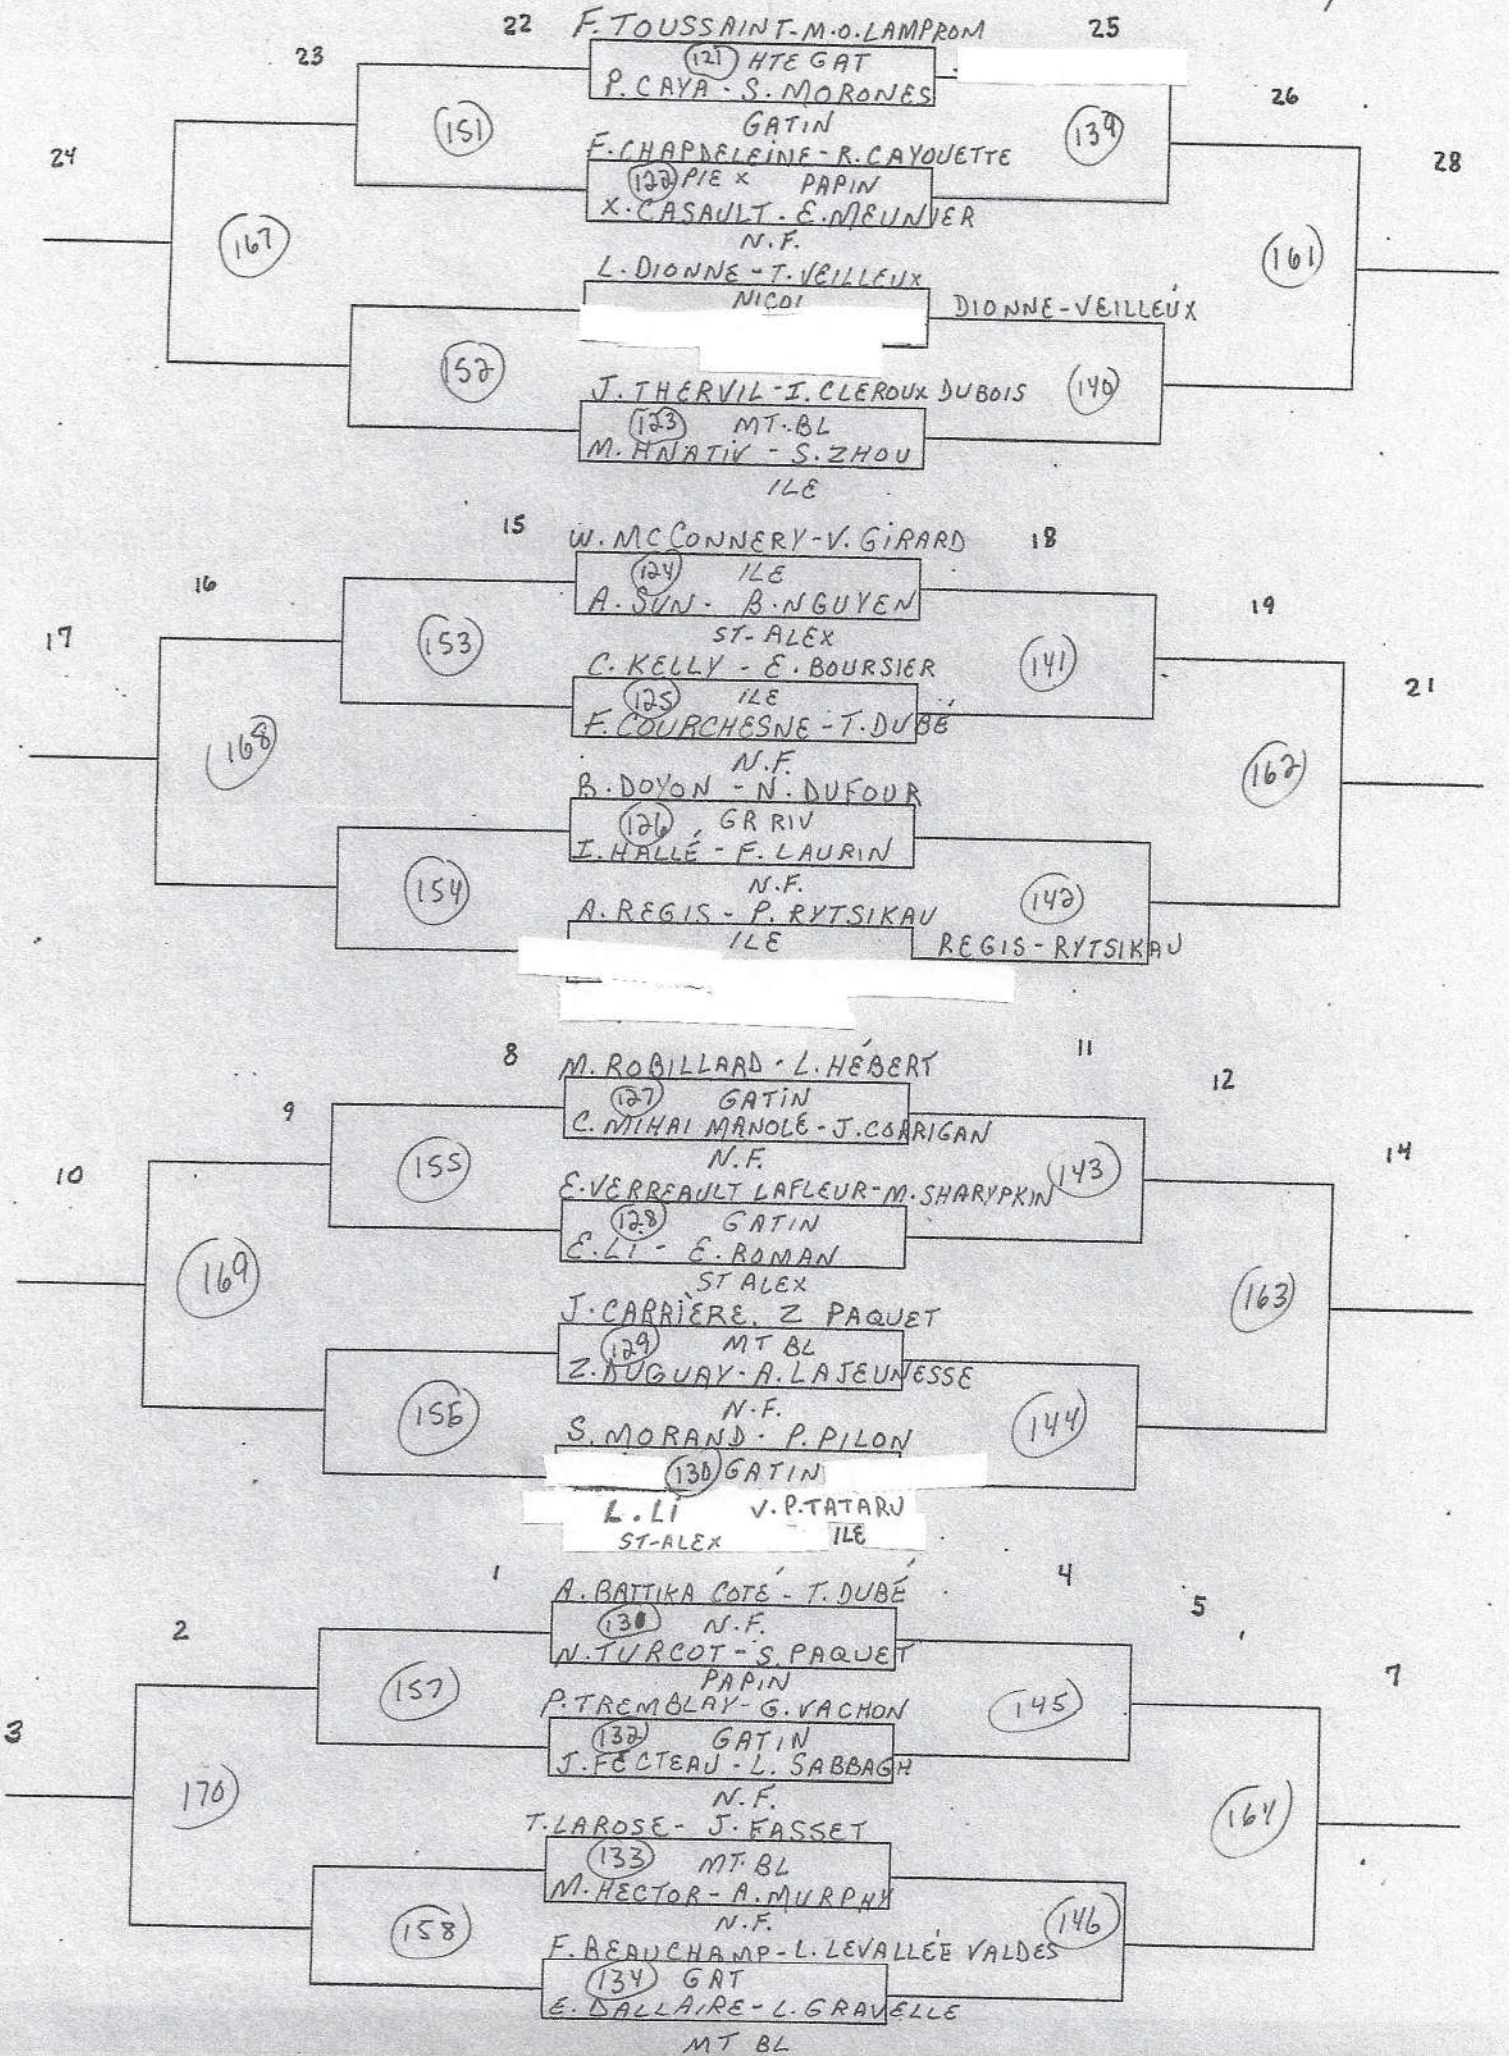 22 F. TOUSSAINT-M.O. LAMPROM 25
23 (121) HTE GAT
P. CAYA - S. MORONES 26
GATIN
(151) (139)
F. CHAPDELEINE - R. CAYOUETTE
24 28
(122) PIE X PAPIN
X. CASAULT - E. MEUNIER
N.F.
(167) (161)
L. DIONNE - T. VEILLEUX
NICOL DIONNE-VEILLEUX
(152) (140)
J. THERVIL - I. CLEROUX DUBOIS
(123) MT. BL
M. HNATIV - S. ZHOU
ILE
15 W. MCCONNERY-V. GIRARD 18
16 (124) ILE 19
A. SUN - B. NGUYEN
17 (153) ST-ALEX (141) 21
C. KELLY - E. BOURSIER
(125) ILE
F. COURCHESNE - T. DUBÉ
(168) N.F. (162)
B. DOYON - N. DUFOUR
(126) GR RIV
I. HALLÉ - F. LAURIN
(154) N.F. (142)
A. REGIS - P. RYTSIKAU
ILE REGIS-RYTSIKAU
8 M. ROBILLARD - L. HÉBERT 11
9 (127) GATIN 12
C. MIHAI MANOLE - J. CORRIGAN
10 (155) N.F. (143) 14
E. VERREAULT LAFLEUR-M. SHARYPKIN
(128) GATIN
E. LI - E. ROMAN
(169) ST ALEX (163)
J. CARRIÈRE. Z PAQUET
(129) MT BL
Z. DUGUAY - A. LAJEUNESSE
(156) N.F. (144)
S. MORAND - P. PILON
(130) GATIN
L. LI V.P. TATARU
ST-ALEX ILE
1 A. BATTIKA COTÉ - T. DUBÉ 4
2 (131) N.F. 5
N. TURCOT - S. PAQUET
(157) PAPIN 7
3 P. TREMBLAY - G. VACHON (145)
(132) GATIN
J. FECTEAU - L. SABBAGH
(170) N.F. (164)
T. LAROSE - J. FASSET
(133) MT. BL
M. HECTOR - A. MURPHY
(158) N.F. (146)
F. BEAUCHAMP - L. LEVALLÉE VALDES
(134) GAT
E. DALLAIRE - L. GRAVELLE
MT BL